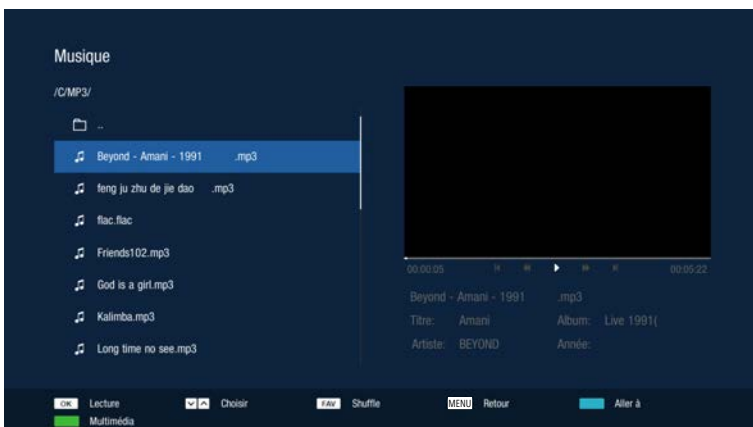 Musique
/C/MP3/
..
Beyond - Amani - 1991 .mp3
feng ju zhu de jie dao .mp3
flac.flac
Friends102.mp3
God is a girl.mp3
Kalimba.mp3
Long time no see.mp3
00:00:05 00:05:22
Beyond - Amani - 1991 .mp3
Titre: Amani Album: Live 1991(
Artiste: BEYOND Année:
OK Lecture Choisir FAV Shuffle MENU Retour Aller à
Multimédia